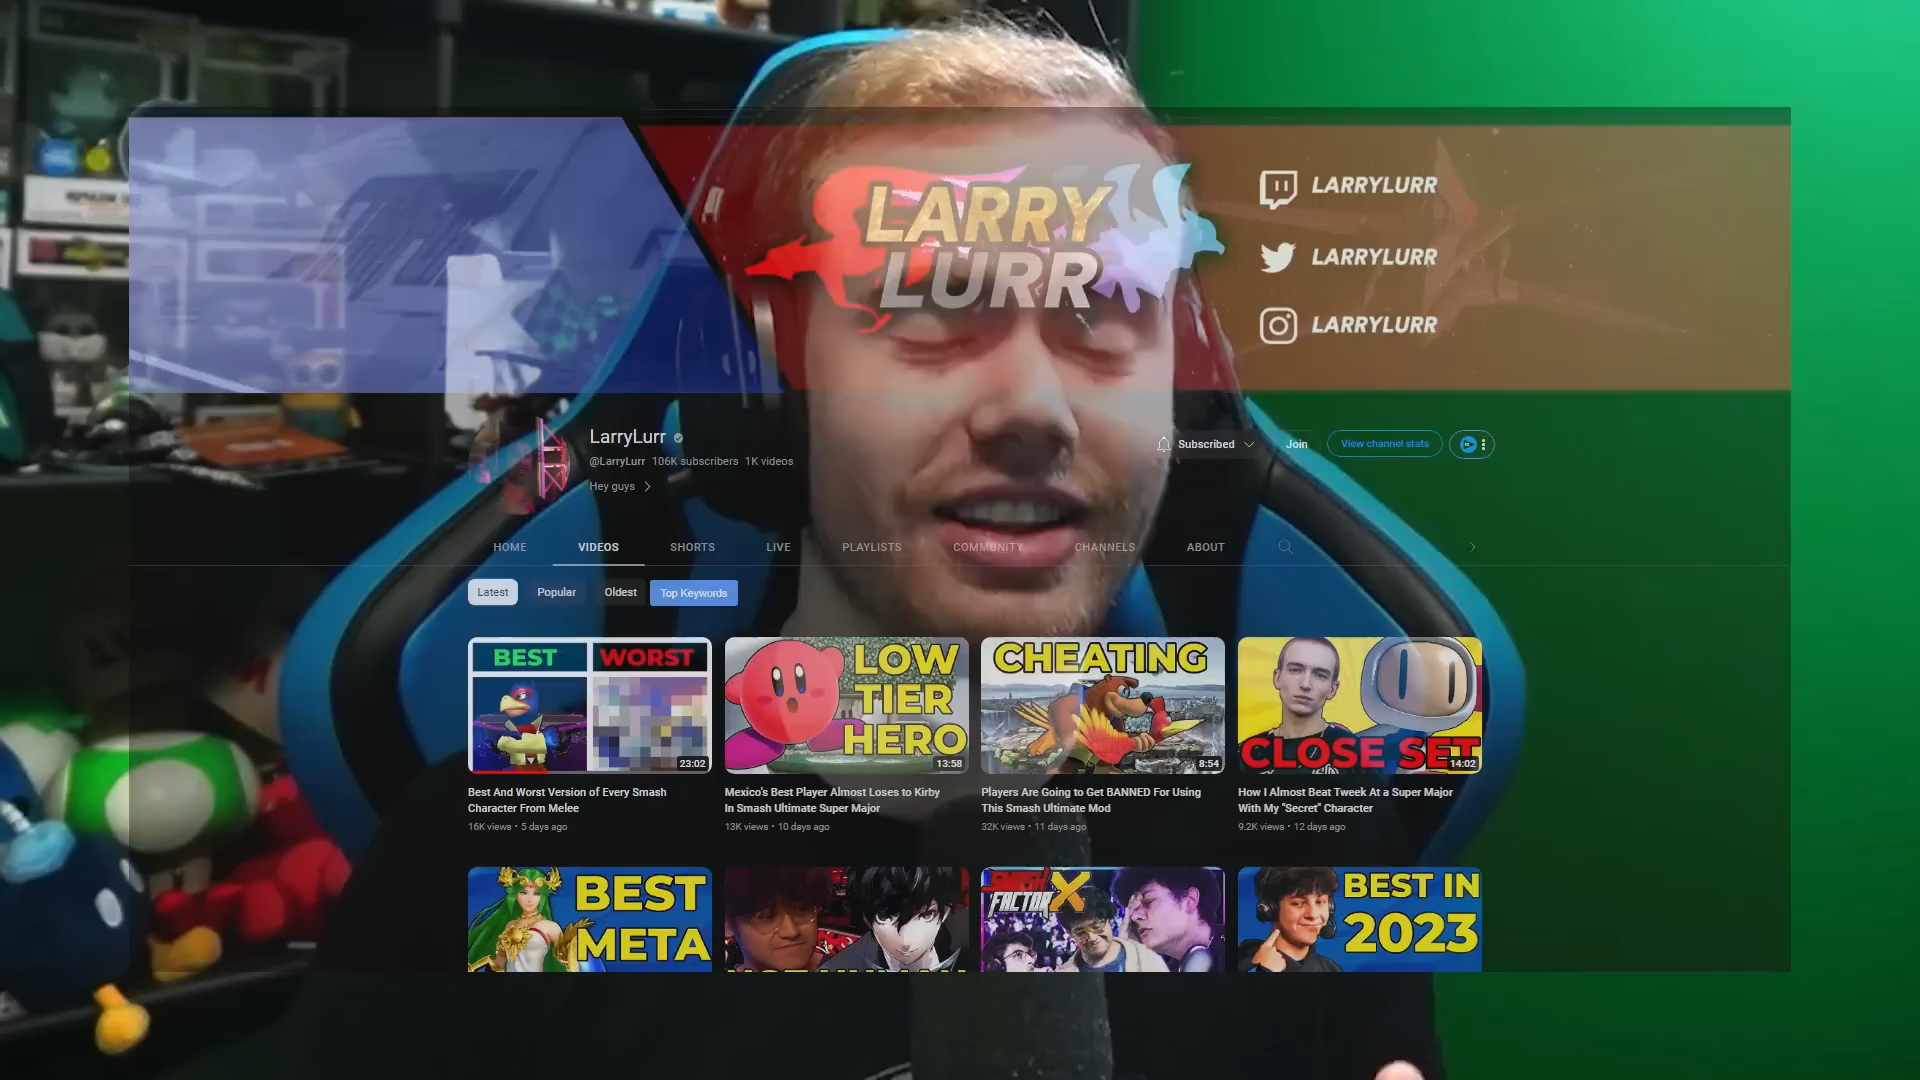 LARRY
LURR
LARRYLURR
LARRYLURR
LARRYLURR
LarryLurr
@LarryLurr 106K subscribers 1K videos
Hey guys
Subscribed
Join
View channel stats
HOME VIDEOS SHORTS LIVE PLAYLISTS COMMUNITY CHANNELS ABOUT
Latest Popular Oldest Top Keywords
BEST WORST
23:02
LOW
TIER
HERO
13:58
CHEATING
8:54
CLOSE SET
14:02
Best And Worst Version of Every Smash
Character From Melee
16K views • 5 days ago
Mexico's Best Player Almost Loses to Kirby
In Smash Ultimate Super Major
13K views • 10 days ago
Players Are Going to Get BANNED For Using
This Smash Ultimate Mod
32K views • 11 days ago
How I Almost Beat Tweek At a Super Major
With My "Secret" Character
9.2K views • 12 days ago
BEST
META
SMASH
FACTOR X
BEST IN
2023